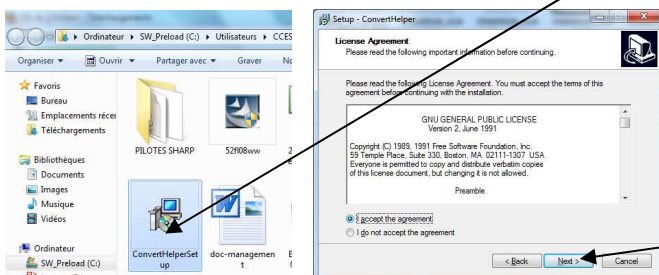 Ordinateur ▸ SW_Preload (C:) ▸ Utilisateurs ▸ CCES
Organiser ▾ Ouvrir ▾ Partager avec ▾ Graver
Favoris
Bureau
Emplacements récen
Téléchargements
Bibliothèques
Documents
Images
Musique
Vidéos
Ordinateur
SW_Preload (C:)
PILOTES SHARP
52fl08ww
ConvertHelperSet
up
doc-managemen
t
Setup - ConvertHelper
License Agreement
Please read the following important information before continuing.
Please read the following License Agreement. You must accept the terms of this
agreement before continuing with the installation.
GNU GENERAL PUBLIC LICENSE
Version 2, June 1991
Copyright (C) 1989, 1991 Free Software Foundation, Inc.
59 Temple Place, Suite 330, Boston, MA 02111-1307 USA
Everyone is permitted to copy and distribute verbatim copies
of this license document, but changing it is not allowed.
Preamble
I accept the agreement
I do not accept the agreement
< Back Next > Cancel